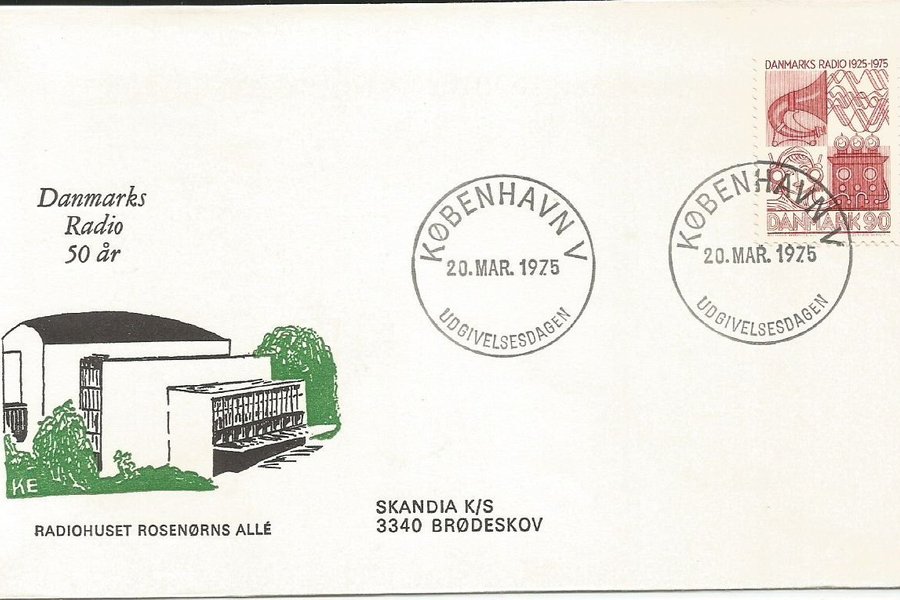 DANMARKS RADIO 1925-1975
DANMARK 90
KØBENHAVN V
20.MAR.1975
UDGIVELSESDAGEN
KØBENHAVN V
20.MAR.1975
UDGIVELSESDAGEN
Danmarks
Radio
50 år
KE
RADIOHUSET ROSENØRNS ALLÉ
SKANDIA K/S
3340 BRØDESKOV